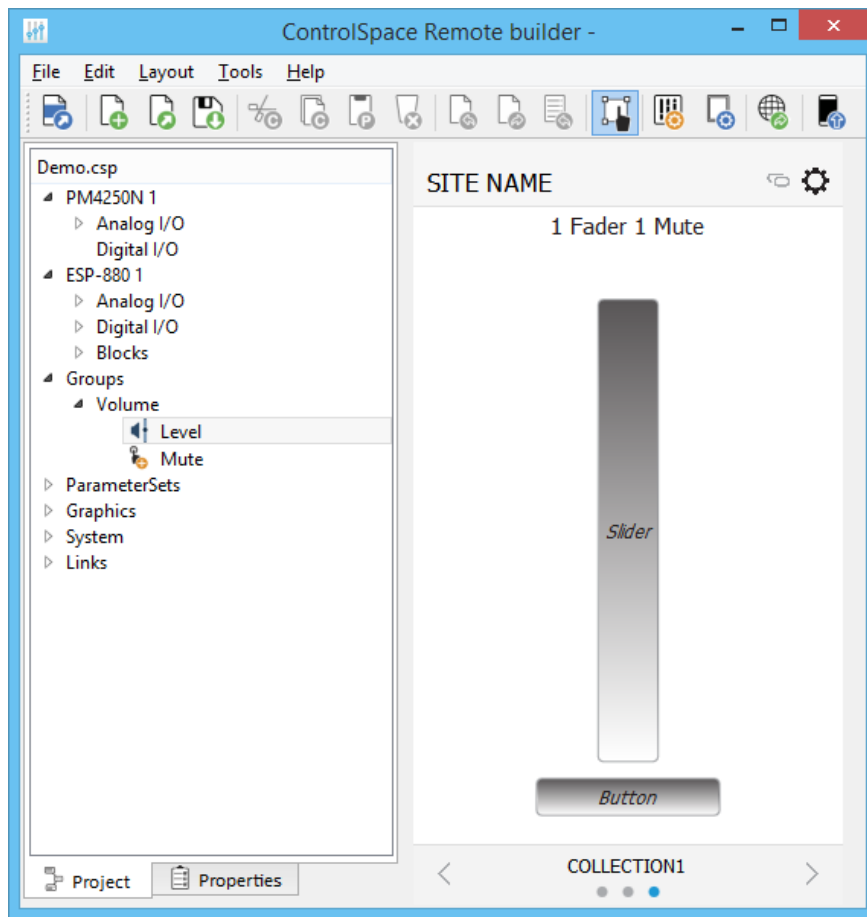 ControlSpace Remote builder -
File Edit Layout Tools Help
Demo.csp
PM4250N 1
Analog I/O
Digital I/O
ESP-880 1
Analog I/O
Digital I/O
Blocks
Groups
Volume
Level
Mute
ParameterSets
Graphics
System
Links
Project
Properties
SITE NAME
1 Fader 1 Mute
Slider
Button
COLLECTION1